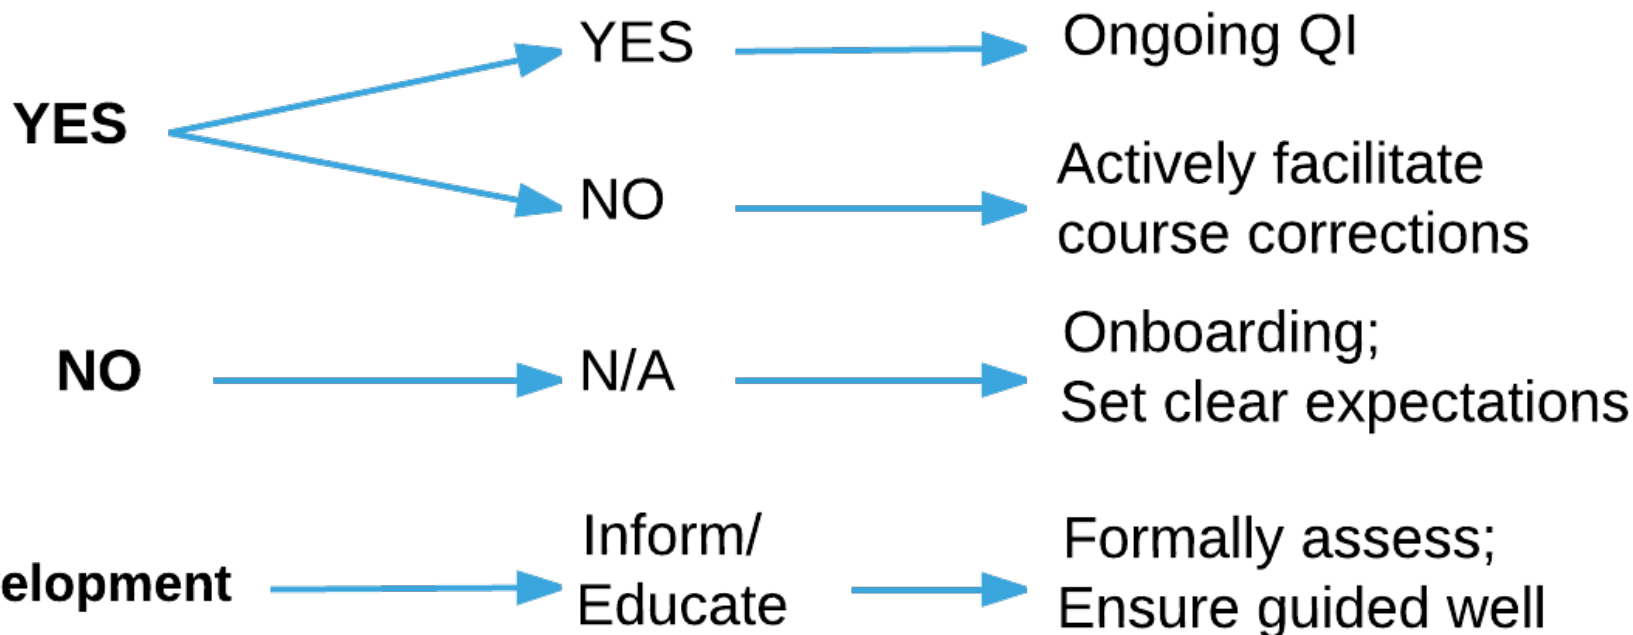 YES
YES
Ongoing QI
NO
Actively facilitate
course corrections
NO
N/A
Onboarding;
Set clear expectations
elopment
Inform/
Educate
Formally assess;
Ensure guided well